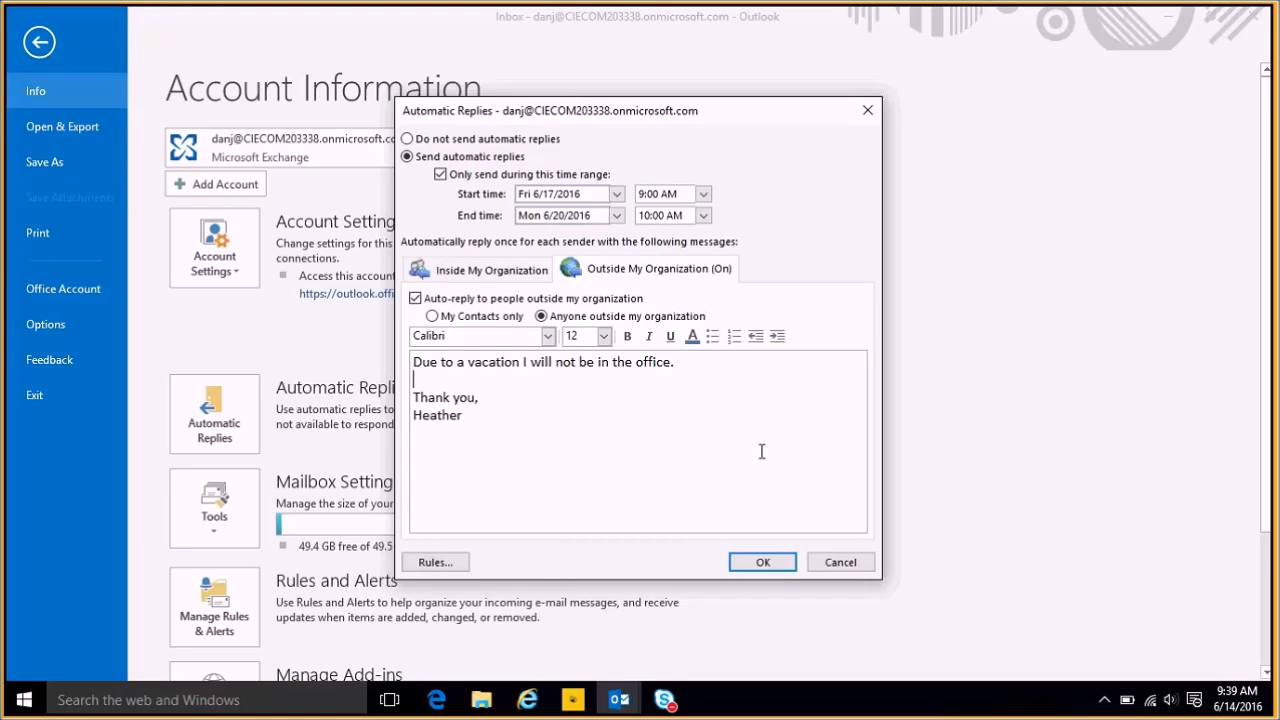 Inbox - danj@CIECOM203338.onmicrosoft.com - Outlook
Info
Open & Export
Save As
Save Attachments
Print
Office Account
Options
Feedback
Exit
Account Information
danj@CIECOM203338.onmicrosoft.co
Microsoft Exchange
Add Account
Account
Settings
Account Setting
Change settings for this
connections.
Access this account
https://outlook.offi
Automatic
Replies
Automatic Repli
Use automatic replies to
not available to respond
Tools
Mailbox Setting
Manage the size of your
49.4 GB free of 49.5
Manage Rules
& Alerts
Rules and Alerts
Use Rules and Alerts to help organize your incoming e-mail messages, and receive
updates when items are added, changed, or removed.
Manage Add-ins
Automatic Replies - danj@CIECOM203338.onmicrosoft.com
Do not send automatic replies
Send automatic replies
Only send during this time range:
Start time: Fri 6/17/2016 9:00 AM
End time: Mon 6/20/2016 10:00 AM
Automatically reply once for each sender with the following messages:
Inside My Organization Outside My Organization (On)
Auto-reply to people outside my organization
My Contacts only Anyone outside my organization
Calibri 12 B I U A
Due to a vacation I will not be in the office.
Thank you,
Heather
Rules... OK Cancel
Search the web and Windows
9:39 AM
6/14/2016